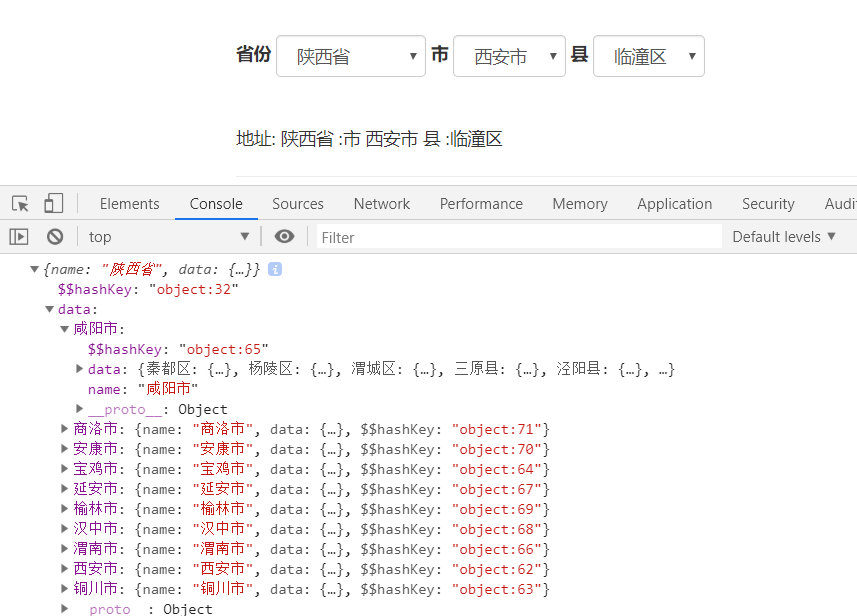 省份 陕西省 市 西安市 县 临潼区
地址: 陕西省 :市 西安市 县 :临潼区
Elements Console Sources Network Performance Memory Application Security Audi
top Filter Default levels
{name: "陕西省", data: {…}}
$$hashKey: "object:32"
data:
咸阳市:
$$hashKey: "object:65"
data: {秦都区: {…}, 杨陵区: {…}, 渭城区: {…}, 三原县: {…}, 泾阳县: {…}, …}
name: "咸阳市"
__proto__: Object
商洛市: {name: "商洛市", data: {…}, $$hashKey: "object:71"}
安康市: {name: "安康市", data: {…}, $$hashKey: "object:70"}
宝鸡市: {name: "宝鸡市", data: {…}, $$hashKey: "object:64"}
延安市: {name: "延安市", data: {…}, $$hashKey: "object:67"}
榆林市: {name: "榆林市", data: {…}, $$hashKey: "object:69"}
汉中市: {name: "汉中市", data: {…}, $$hashKey: "object:68"}
渭南市: {name: "渭南市", data: {…}, $$hashKey: "object:66"}
西安市: {name: "西安市", data: {…}, $$hashKey: "object:62"}
铜川市: {name: "铜川市", data: {…}, $$hashKey: "object:63"}
__proto__: Object